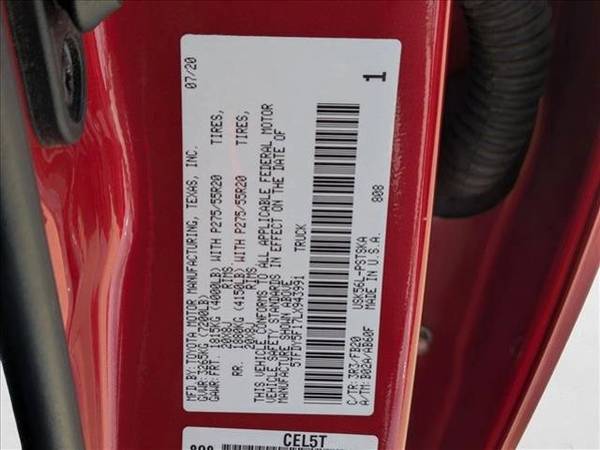 MFD. BY: TOYOTA MOTOR MANUFACTURING, TEXAS, INC. 07/20
GVWR: 3265KG (7200LB)
GAWR: FRT. 1815KG (4000LB) WITH P275/55R20 TIRES,
20X8J RIMS
RR. 1880KG (4150LB) WITH P275/55R20 TIRES,
20X8J RIMS
THIS VEHICLE CONFORMS TO ALL APPLICABLE FEDERAL MOTOR
VEHICLE SAFETY STANDARDS IN EFFECT ON THE DATE OF
MANUFACTURE SHOWN ABOVE.
5TFDY5F17LX943991 TRUCK
C/TR: 3R3/FB20 USK56L-PSTSKA 808
A/TM: B02A/AB60F MADE IN U.S.A. 1
CEL5T
808